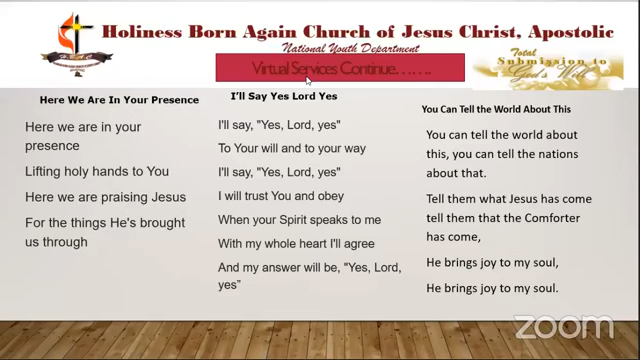 Holiness Born Again Church of Jesus Christ, Apostolic
National Youth Department
Virtual Services Continue…….
Total
Submission to
God's Will
Here We Are In Your Presence
Here we are in your
presence
Lifting holy hands to You
Here we are praising Jesus
For the things He's brought
us through
I'll Say Yes Lord Yes
I'll say, "Yes, Lord, yes"
To Your will and to your way
I'll say, "Yes, Lord, yes"
I will trust You and obey
When your Spirit speaks to me
With my whole heart I'll agree
And my answer will be, "Yes, Lord,
yes"
You Can Tell the World About This
You can tell the world about
this, you can tell the nations
about that.
Tell them what Jesus has come
tell them that the Comforter
has come,
He brings joy to my soul,
He brings joy to my soul.
zoom